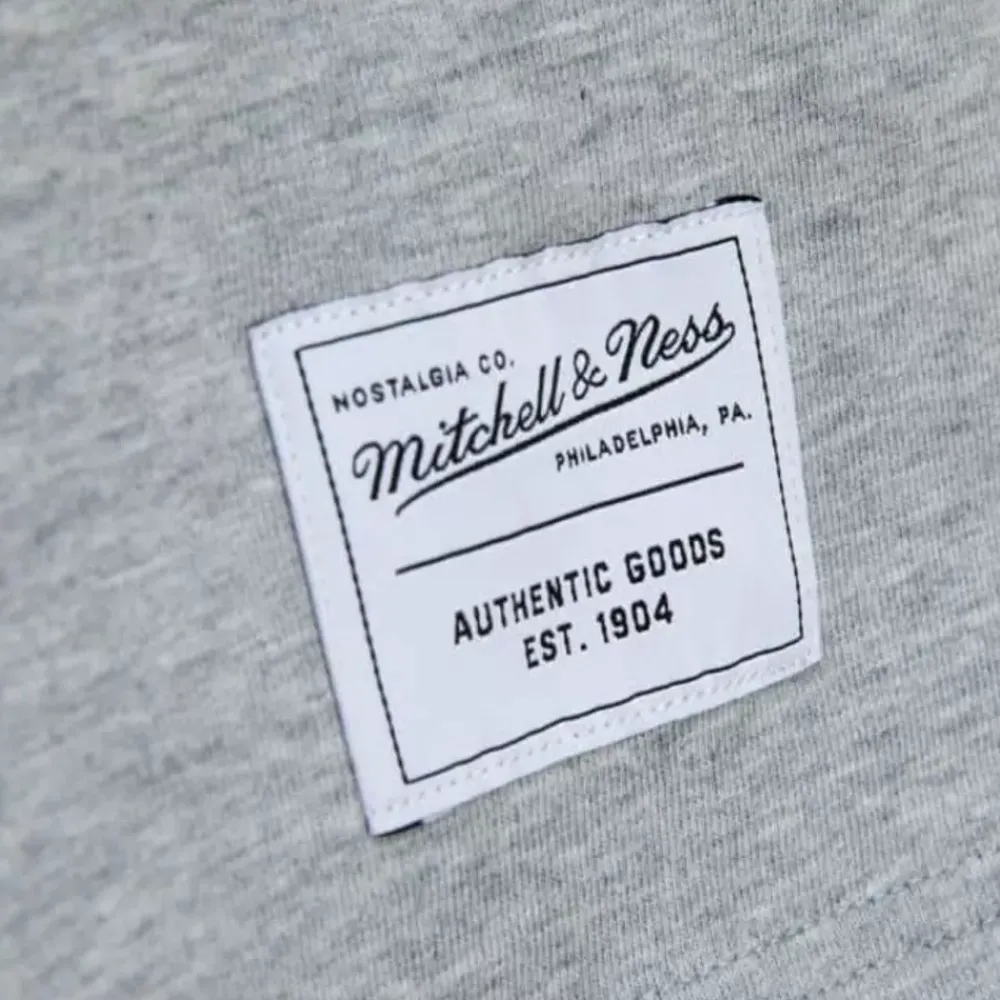 NOSTALGIA CO.
Mitchell & Ness
PHILADELPHIA, PA.
AUTHENTIC GOODS
EST. 1904